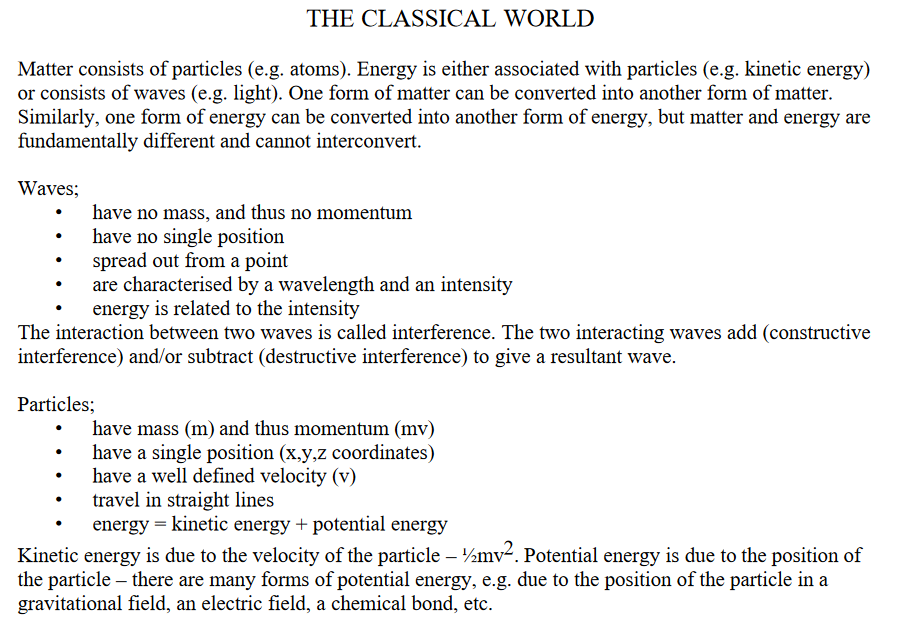 THE CLASSICAL WORLD
Matter consists of particles (e.g. atoms). Energy is either associated with particles (e.g. kinetic energy)
or consists of waves (e.g. light). One form of matter can be converted into another form of matter.
Similarly, one form of energy can be converted into another form of energy, but matter and energy are
fundamentally different and cannot interconvert.
Waves;
• have no mass, and thus no momentum
• have no single position
• spread out from a point
• are characterised by a wavelength and an intensity
• energy is related to the intensity
The interaction between two waves is called interference. The two interacting waves add (constructive
interference) and/or subtract (destructive interference) to give a resultant wave.
Particles;
• have mass (m) and thus momentum (mv)
• have a single position (x,y,z coordinates)
• have a well defined velocity (v)
• travel in straight lines
• energy = kinetic energy + potential energy
Kinetic energy is due to the velocity of the particle – ½mv². Potential energy is due to the position of
the particle – there are many forms of potential energy, e.g. due to the position of the particle in a
gravitational field, an electric field, a chemical bond, etc.